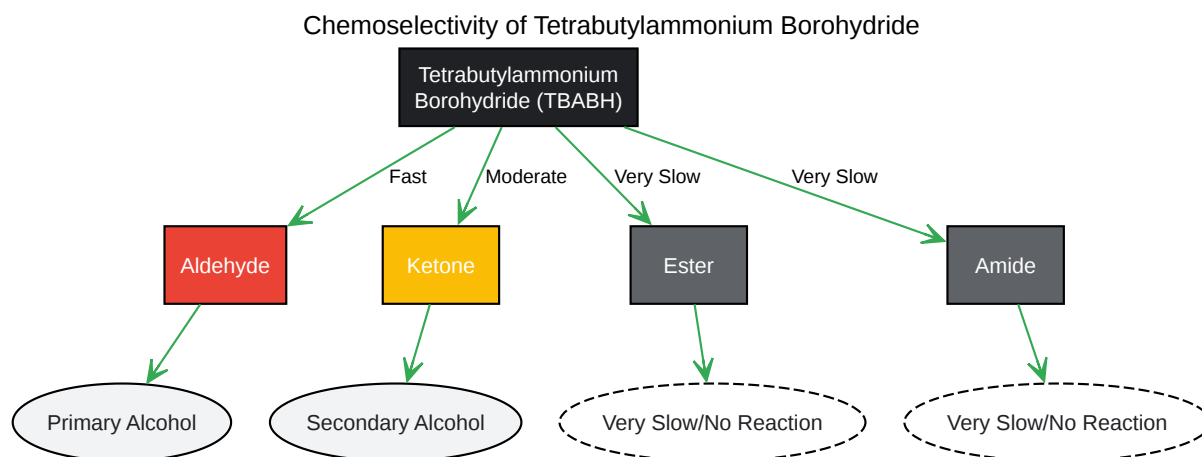 Chemoselectivity of Tetrabutylammonium Borohydride
Tetrabutylammonium
Borohydride (TBABH)
Fast
Moderate
Very Slow
Very Slow
Aldehyde
Ketone
Ester
Amide
Primary Alcohol
Secondary Alcohol
Very Slow/No Reaction
Very Slow/No Reaction